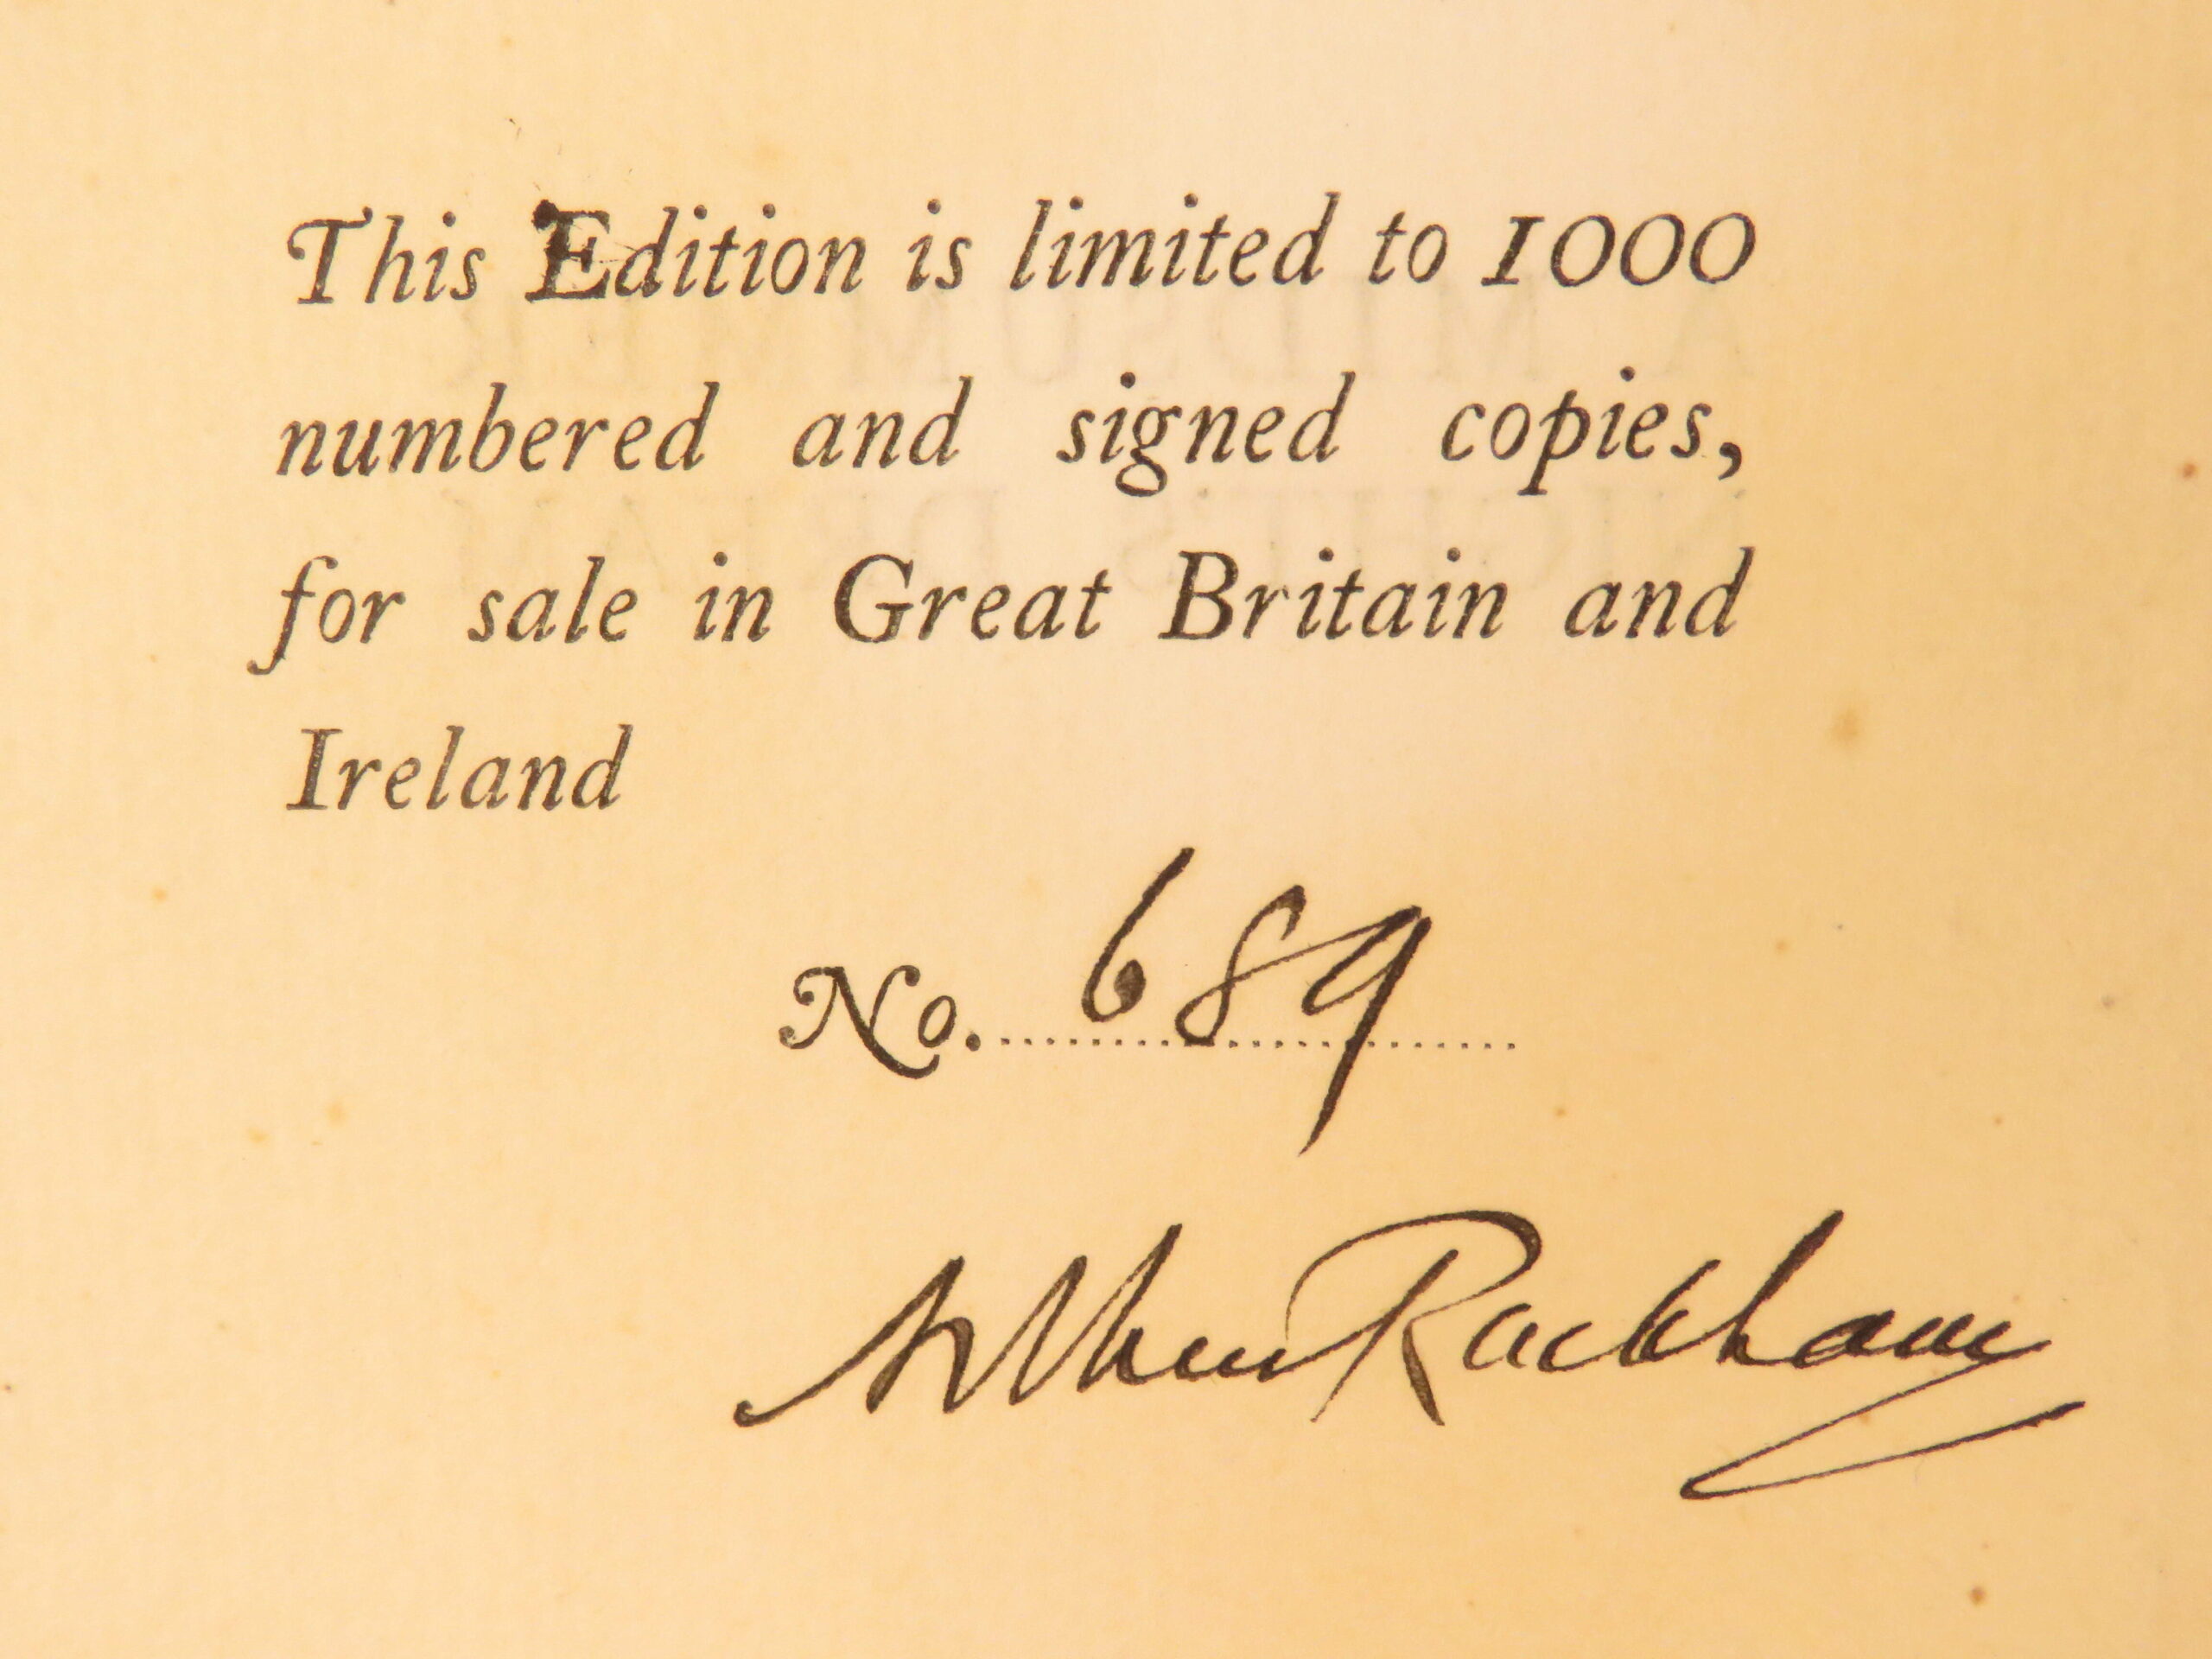 This Edition is limited to 1000
numbered and signed copies,
for sale in Great Britain and
Ireland
No. 689
Arthur Rackham